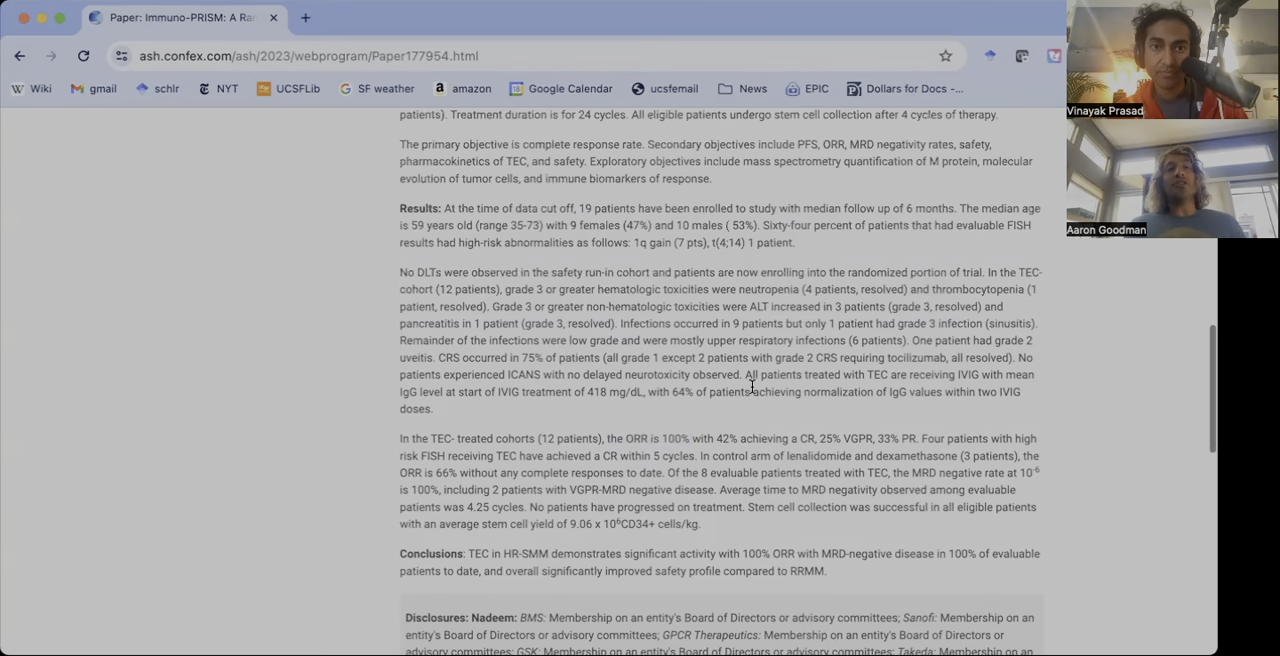 Paper: Immuno-PRISM: A Ra
ash.confex.com/ash/2023/webprogram/Paper177954.html
Wiki gmail schlr NYT UCSFLib SF weather amazon Google Calendar ucsfemail News EPIC Dollars for Docs -...
Vinayak Prasad
Aaron Goodman
patients). Treatment duration is for 24 cycles. All eligible patients undergo stem cell collection after 4 cycles of therapy.
The primary objective is complete response rate. Secondary objectives include PFS, ORR, MRD negativity rates, safety,
pharmacokinetics of TEC, and safety. Exploratory objectives include mass spectrometry quantification of M protein, molecular
evolution of tumor cells, and immune biomarkers of response.
Results: At the time of data cut off, 19 patients have been enrolled to study with median follow up of 6 months. The median age
is 59 years old (range 35-73) with 9 females (47%) and 10 males ( 53%). Sixty-four percent of patients that had evaluable FISH
results had high-risk abnormalities as follows: 1q gain (7 pts), t(4;14) 1 patient.
No DLTs were observed in the safety run-in cohort and patients are now enrolling into the randomized portion of trial. In the TEC-
cohort (12 patients), grade 3 or greater hematologic toxicities were neutropenia (4 patients, resolved) and thrombocytopenia (1
patient, resolved). Grade 3 or greater non-hematologic toxicities were ALT increased in 3 patients (grade 3, resolved) and
pancreatitis in 1 patient (grade 3, resolved). Infections occurred in 9 patients but only 1 patient had grade 3 infection (sinusitis).
Remainder of the infections were low grade and were mostly upper respiratory infections (6 patients). One patient had grade 2
uveitis. CRS occurred in 75% of patients (all grade 1 except 2 patients with grade 2 CRS requiring tocilizumab, all resolved). No
patients experienced ICANS with no delayed neurotoxicity observed. All patients treated with TEC are receiving IVIG with mean
IgG level at start of IVIG treatment of 418 mg/dL, with 64% of patients achieving normalization of IgG values within two IVIG
doses.
In the TEC- treated cohorts (12 patients), the ORR is 100% with 42% achieving a CR, 25% VGPR, 33% PR. Four patients with high
risk FISH receiving TEC have achieved a CR within 5 cycles. In control arm of lenalidomide and dexamethasone (3 patients), the
ORR is 66% without any complete responses to date. Of the 8 evaluable patients treated with TEC, the MRD negative rate at 10-6
is 100%, including 2 patients with VGPR-MRD negative disease. Average time to MRD negativity observed among evaluable
patients was 4.25 cycles. No patients have progressed on treatment. Stem cell collection was successful in all eligible patients
with an average stem cell yield of 9.06 x 10⁶CD34+ cells/kg.
Conclusions: TEC in HR-SMM demonstrates significant activity with 100% ORR with MRD-negative disease in 100% of evaluable
patients to date, and overall significantly improved safety profile compared to RRMM.
Disclosures: Nadeem: BMS: Membership on an entity's Board of Directors or advisory committees; Sanofi: Membership on an
entity's Board of Directors or advisory committees; GPCR Therapeutics: Membership on an entity's Board of Directors or
advisory committees; GSK: Membership on an entity's Board of Directors or advisory committees; Takeda: Membership on an